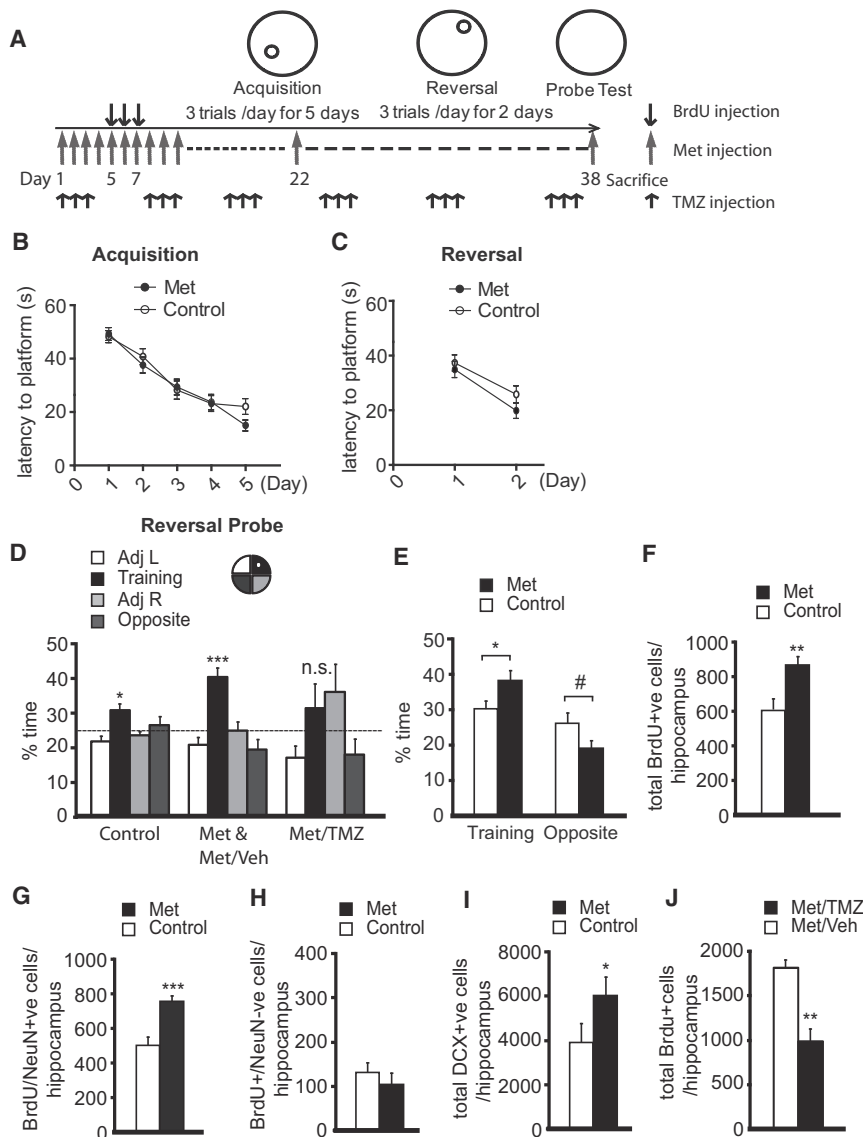 A
Acquisition
Reversal
Probe Test
3 trials /day for 5 days
3 trials /day for 2 days
BrdU injection
Met injection
Day 1 5 7 22 38 Sacrifice
TMZ injection
B
Acquisition
Met
Control
latency to platform (s)
60
40
20
0
0 1 2 3 4 5 (Day)
C
Reversal
Met
Control
latency to platform (s)
60
40
20
0
0 1 2 (Day)
Reversal Probe
D
Adj L
Training
Adj R
Opposite
% time
50
40
30
20
10
0
* *** n.s.
Control Met & Met/TMZ
Met/Veh
E
Met
Control
% time
50
40
30
20
10
0
* #
Training Opposite
F
Met
Control
total BrdU+ve cells/
hippocampus
1000
800
600
400
200
0
**
G
Met
Control
BrdU/NeuN+ve cells/
hippocampus
1000
800
600
400
200
0
***
H
Met
Control
BrdU+/NeuN-ve cells/
hippocampus
400
300
200
100
0
I
Met
Control
total DCX+ve cells
/hippocampus
8000
6000
4000
2000
0
*
J
Met/TMZ
Met/Veh
total Brdu+cells
/hippocampus
2000
1500
1000
500
0
**